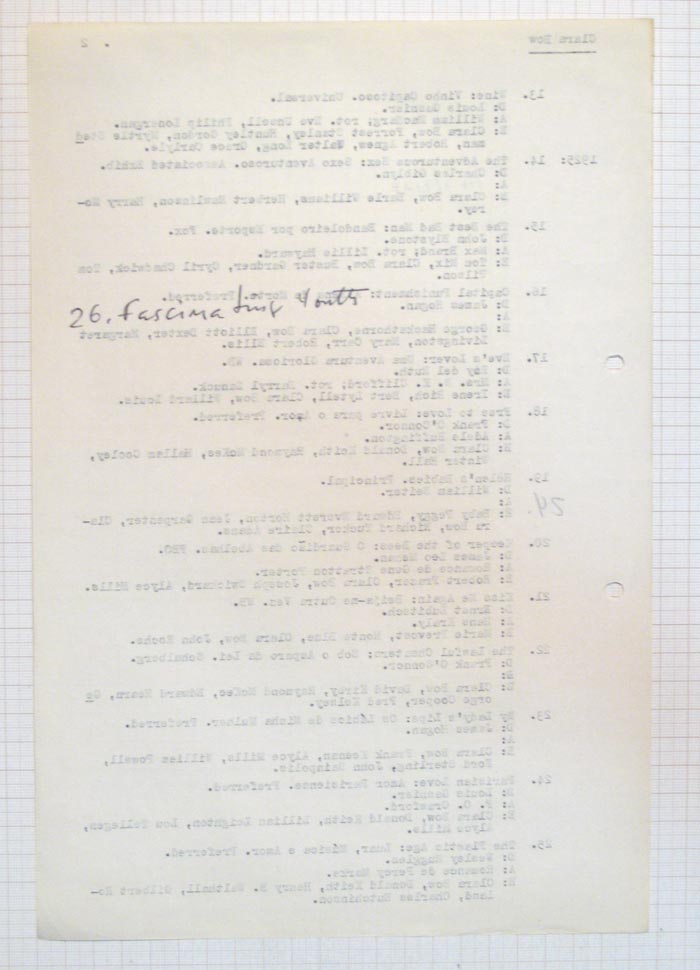 Clara Bow 2
13. Wine: Vinho Capitoso. Universal.
D: Louis Gasnier.
A: William MacHarg; rot. Eve Unsell, Philip Lonergan.
E: Clara Bow, Forrest Stanley, Huntley Gordon, Myrtle Sted
man, Robert Agnew, Walter Long, Grace Carlyle.
1925: 14. The Adventurous Sex: Sexo Aventuroso. Associated Exhib.
D: Charles Giblyn.
A:
E: Clara Bow, Earle Williams, Herbert Rawlinson, Harry Mo-
rey.
15. The Best Bad Man: Bandoleiro por Esporte. Fox.
D: John Blystone.
A: Max Brand; rot. Lillie Hayward.
E: Tom Mix, Clara Bow, Buster Gardner, Cyril Chadwick, Tom
Wilson.
16. Capital Punishment: Morte. Preferred.
26. Fascinating Youth
D: James Hogan.
A:
E: George Hackathorne, Clara Bow, Elliott Dexter, Margaret
Livingston, Mary Carr, Robert Ellis.
17. Eve's Lover: Uma Aventura Gloriosa. WB.
D: Roy del Ruth.
A: Mrs. W. K. Clifford; rot. Darryl Zanuck.
E: Irene Rich, Bert Lytell, Clara Bow, Willard Louis.
18. Free to Love: Livre para o Amor. Preferred.
D: Frank O'Connor.
A: Adela Buffington.
E: Clara Bow, Donald Keith, Raymond McKee, Hallam Cooley,
Winter Hall.
19. Helen's Babies. Principal.
D: William Seiter.
A:
24
E: Baby Peggy, Edward Everett Horton, Jean Carpenter, Cla-
ra Bow, Richard Tucker, Claire Adams.
20. Keeper of the Bees: O Guardião das Abelhas. FBO.
D: James Leo Meehan.
A: Romance de Gene Stratton Porter.
E: Robert Frazer, Clara Bow, Joseph Swickard, Alyce Mills.
21. Kiss Me Again: Beija-me Outra Vez. WB.
D: Ernst Lubitsch.
A: Hans Kraly.
E: Marie Prevost, Monte Blue, Clara Bow, John Roche.
22. The Lawful Cheaters: Sob o Amparo da Lei. Schulberg.
D: Frank O'Connor.
A:
E: Clara Bow, David Kirby, Raymond McKee, Edward Hearn, Ge
orge Cooper, Fred Kelsey.
23. My Lady's Lips: Os Lábios de Minha Mulher. Preferred.
D: James Hogan.
A:
E: Clara Bow, Frank Keenan, Alyce Mills, William Powell,
Ford Sterling, John Sainpolis.
24. Parisian Love: Amor Parisiense. Preferred.
D: Louis Gasnier.
A: F. O. Crawford.
E: Clara Bow, Donald Keith, Lillian Leighton, Lou Tellegen,
Alyce Mills.
25. The Plastic Age: Luar, Música e Amor. Preferred.
D: Wesley Ruggles.
A: Romance de Percy Marks.
E: Clara Bow, Donald Keith, Henry B. Walthall, Gilbert Ro-
land, Charles Hutchinson.